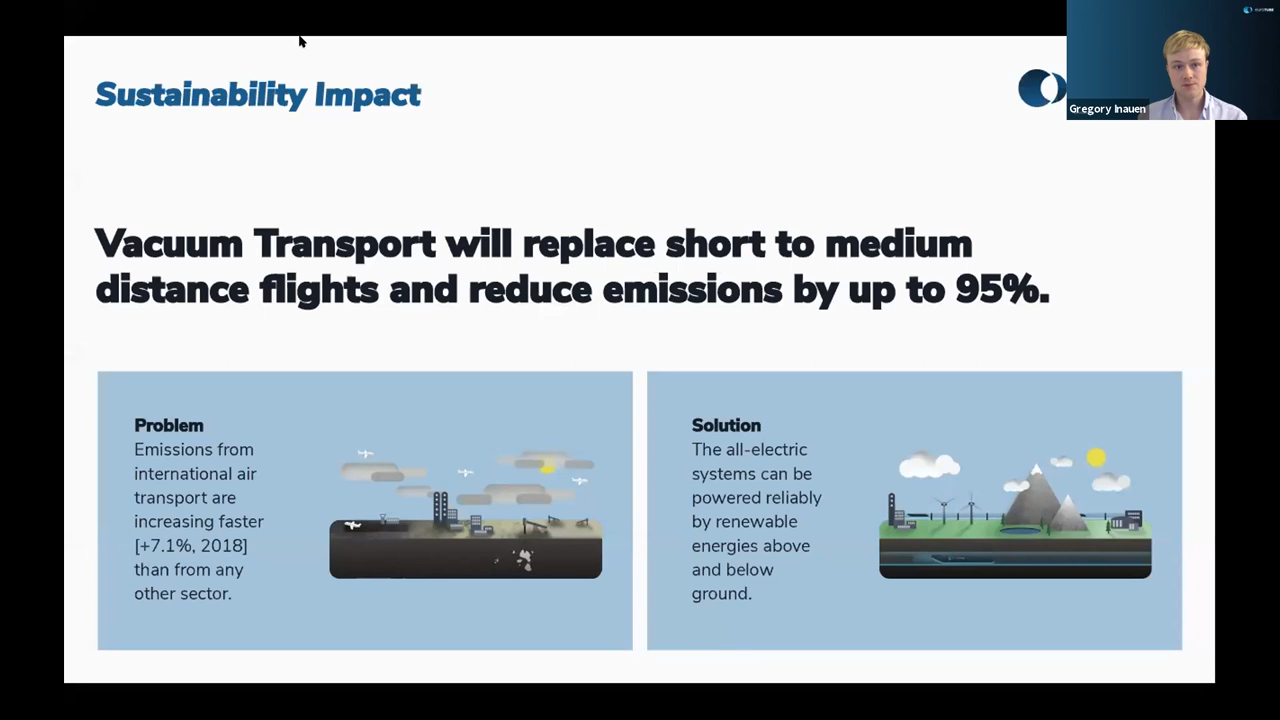 Sustainability Impact
Gregory Inauen
Vacuum Transport will replace short to medium
distance flights and reduce emissions by up to 95%.
Problem
Emissions from
international air
transport are
increasing faster
[+7.1%, 2018]
than from any
other sector.
Solution
The all-electric
systems can be
powered reliably
by renewable
energies above
and below
ground.